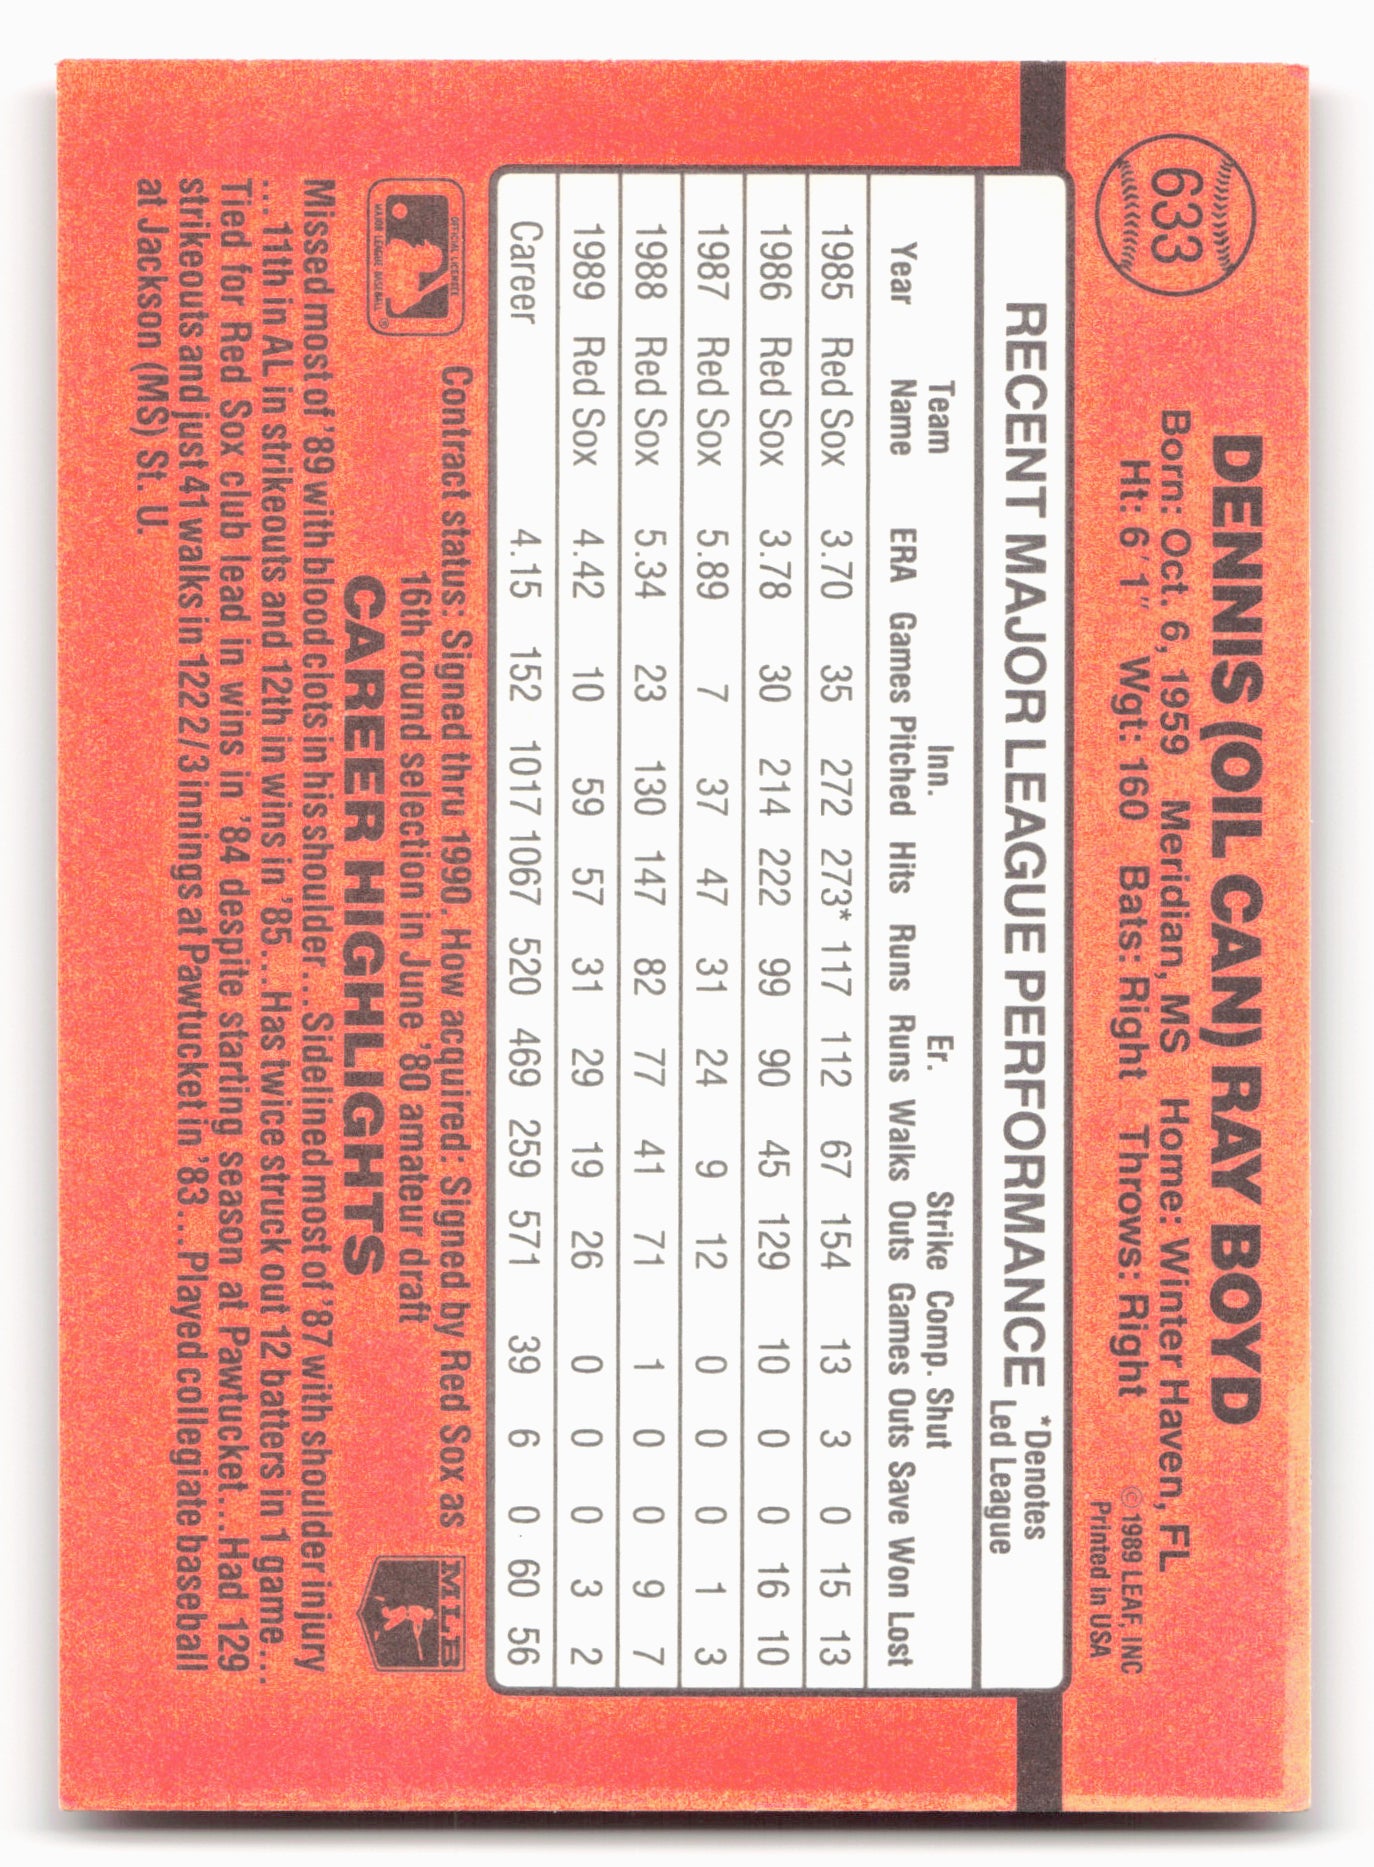 633
DENNIS (OIL CAN) RAY BOYD
Born: Oct. 6, 1959 Meridian, MS Home: Winter Haven, FL
Ht: 6'1" Wgt: 160 Bats: Right Throws: Right
© 1989 LEAF, INC
Printed in USA
RECENT MAJOR LEAGUE PERFORMANCE *Denotes Led League
Team Inn. Er. Strike Comp. Shut
Year Name ERA Games Pitched Hits Runs Runs Walks Outs Games Outs Save Won Lost
1985 Red Sox 3.70 35 272 273* 117 112 67 154 13 3 0 15 13
1986 Red Sox 3.78 30 214 222 99 90 45 129 10 0 0 16 10
1987 Red Sox 5.89 7 37 47 31 24 9 12 0 0 0 1 3
1988 Red Sox 5.34 23 130 147 82 77 41 71 1 0 0 9 7
1989 Red Sox 4.42 10 59 57 31 29 19 26 0 0 0 3 2
Career 4.15 152 1017 1067 520 469 259 571 39 6 0 60 56
OFFICIAL LICENSEE
MAJOR LEAGUE BASEBALL ®
Contract status: Signed thru 1990. How acquired: Signed by Red Sox as
16th round selection in June '80 amateur draft
MLB
CAREER HIGHLIGHTS
Missed most of '89 with blood clots in his shoulder... Sidelined most of '87 with shoulder injury
... 11th in AL in strikeouts and 12th in wins in '85... Has twice struck out 12 batters in 1 game...
Tied for Red Sox club lead in wins in '84 despite starting season at Pawtucket... Had 129
strikeouts and just 41 walks in 122 2/3 innings at Pawtucket in '83... Played collegiate baseball
at Jackson (MS) St. U.